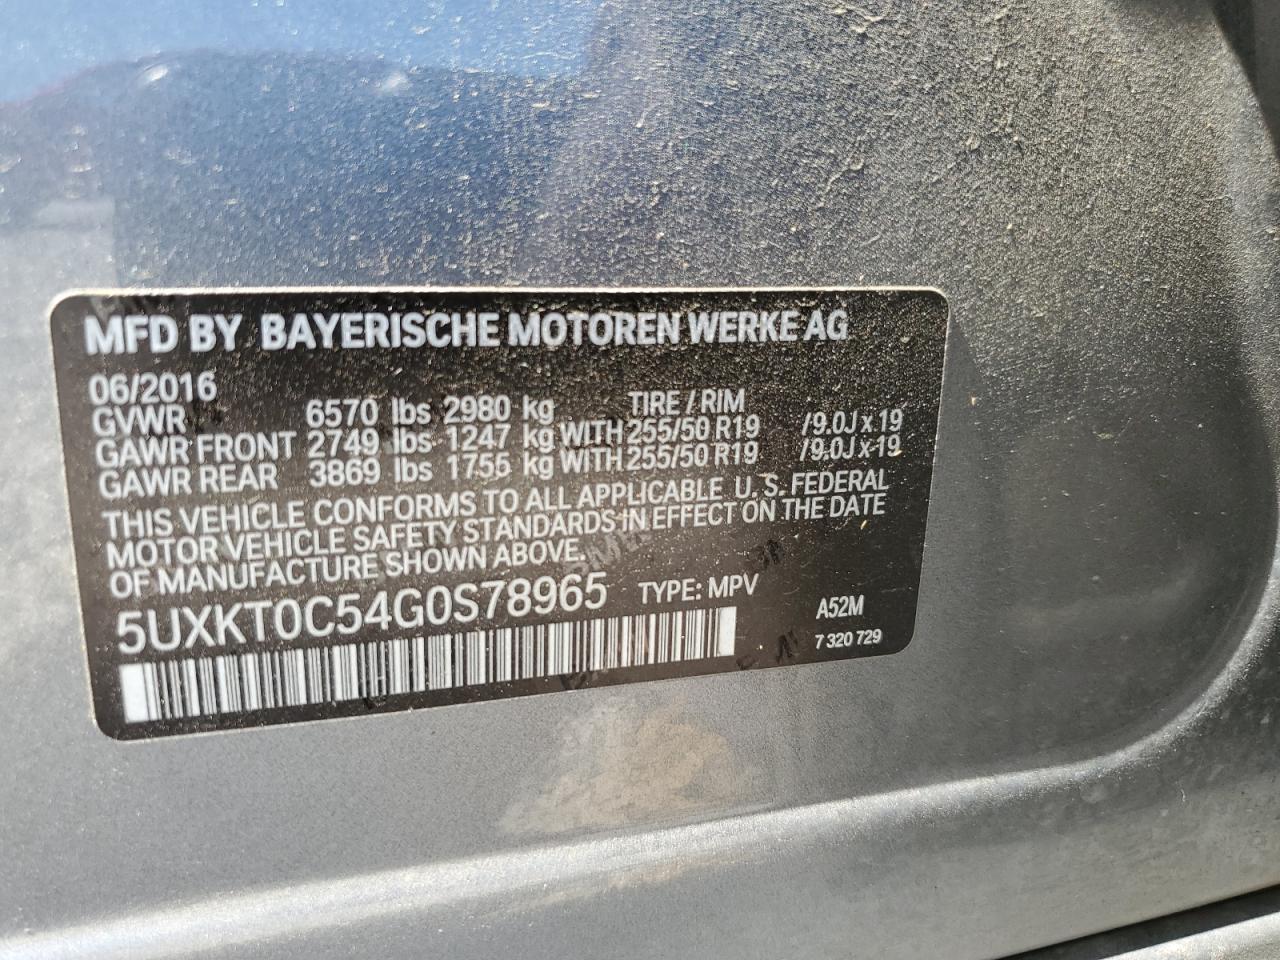 MFD BY BAYERISCHE MOTOREN WERKE AG
06/2016
GVWR 6570 lbs 2980 kg TIRE / RIM
GAWR FRONT 2749 lbs 1247 kg WITH 255/50 R19 /9.0J x 19
GAWR REAR 3869 lbs 1755 kg WITH 255/50 R19 /9.0J x 19
THIS VEHICLE CONFORMS TO ALL APPLICABLE U. S. FEDERAL
MOTOR VEHICLE SAFETY STANDARDS IN EFFECT ON THE DATE
OF MANUFACTURE SHOWN ABOVE.
5UXKT0C54G0S78965 TYPE: MPV
A52M
7 320 729